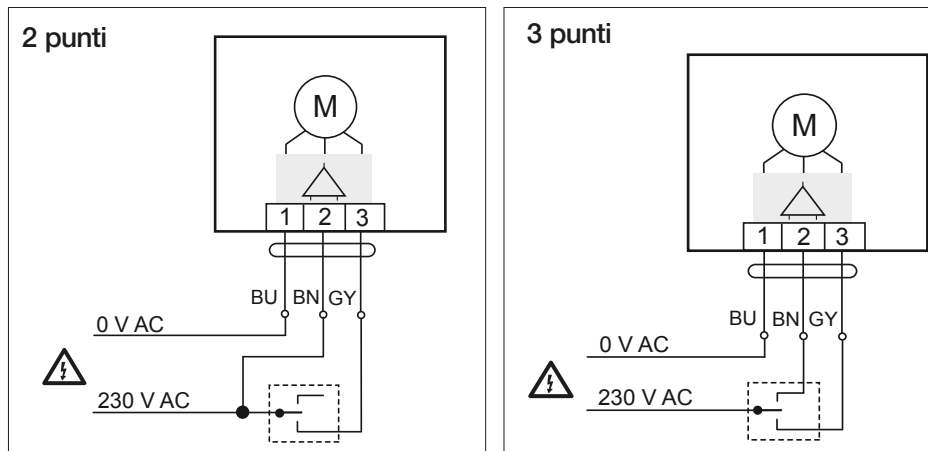 2 punti
M
1 2 3
BU BN GY
0 V AC
230 V AC
3 punti
M
1 2 3
BU BN GY
0 V AC
230 V AC